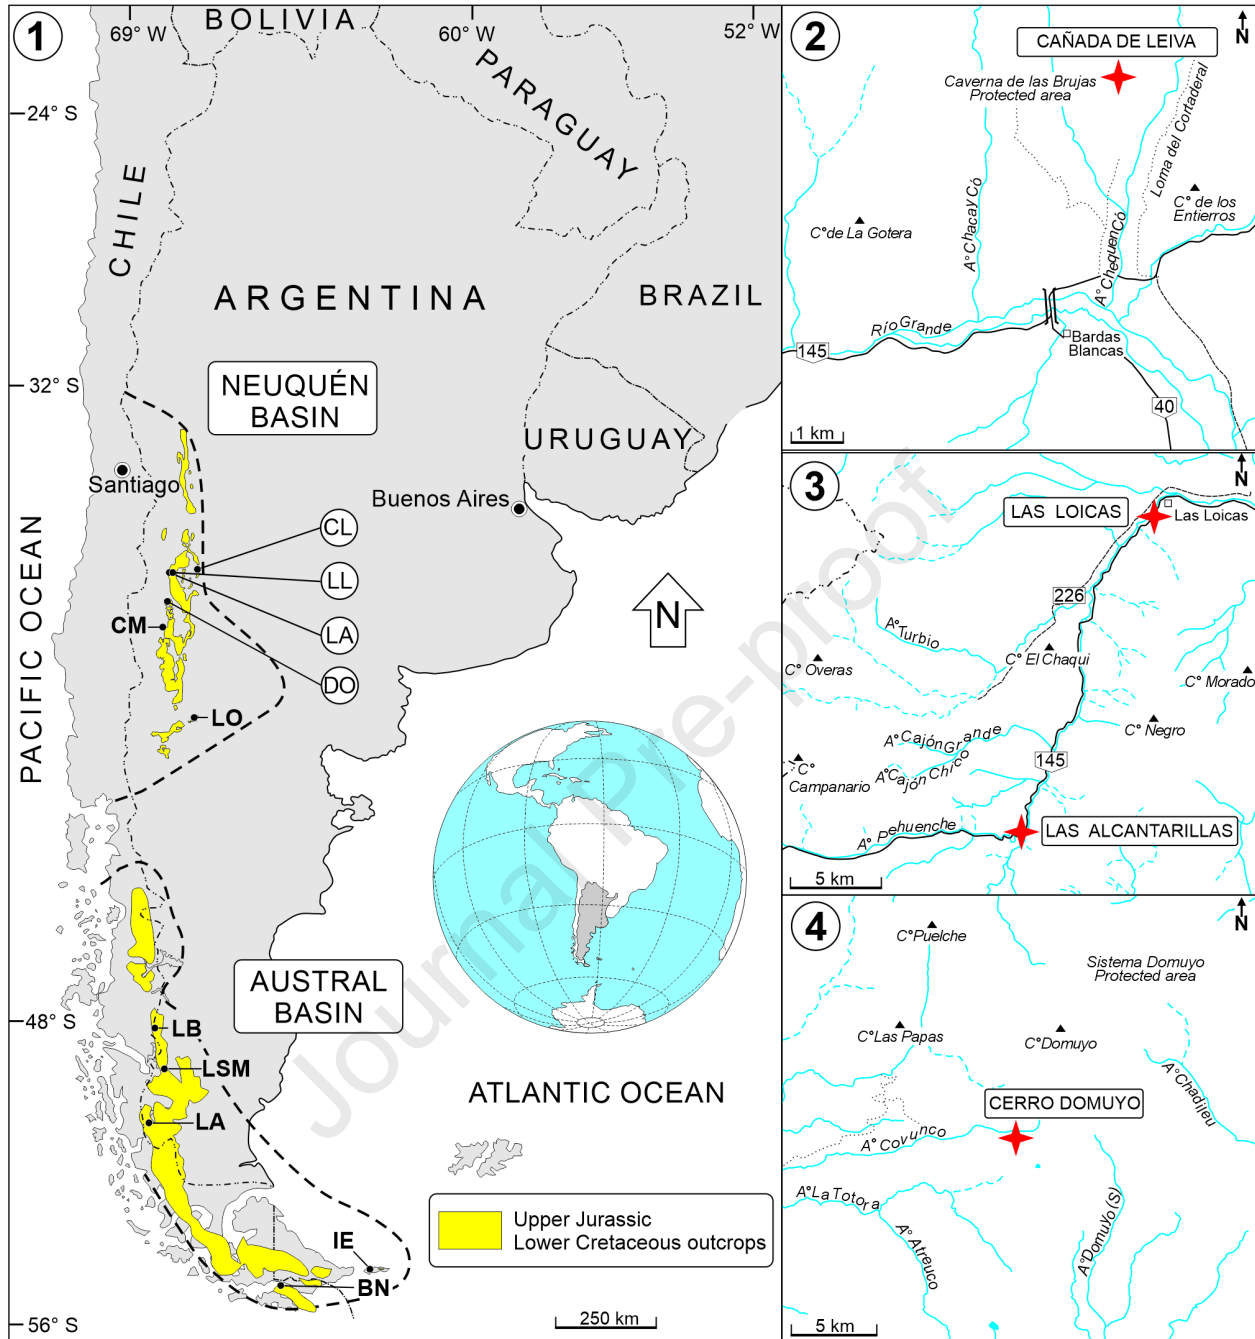 1
BOLIVIA
69° W
60° W
52° W
24° S
PARAGUAY
CHILE
ARGENTINA
BRAZIL
32° S
NEUQUÉN
BASIN
URUGUAY
Santiago
Buenos Aires
PACIFIC OCEAN
CL
LL
LA
DO
CM
LO
N
AUSTRAL
BASIN
48° S
LB
LSM
LA
ATLANTIC OCEAN
Upper Jurassic
Lower Cretaceous outcrops
IE
BN
250 km
56° S
Journal Pre-proof
2
N
CAÑADA DE LEIVA
Caverna de las Brujas
Protected area
Loma del Cortaderal
C° de los
Entierros
C° de La Gotera
A° Chacay Có
A° Chequen Có
Río Grande
145
Bardas
Blancas
40
1 km
3
N
LAS LOICAS
Las Loicas
226
A° Turbio
C° Overas
C° El Chaqui
C° Morado
A° Cajón Grande
C° Negro
A° Cajón Chico
145
C°
Campanario
A° Pehuenche
LAS ALCANTARILLAS
5 km
4
N
C° Puelche
Sistema Domuyo
Protected area
C° Las Papas
C° Domuyo
A° Chadileu
CERRO DOMUYO
A° Covunco
A° La Totora
A° Atreuco
A° Domuyo (S)
5 km